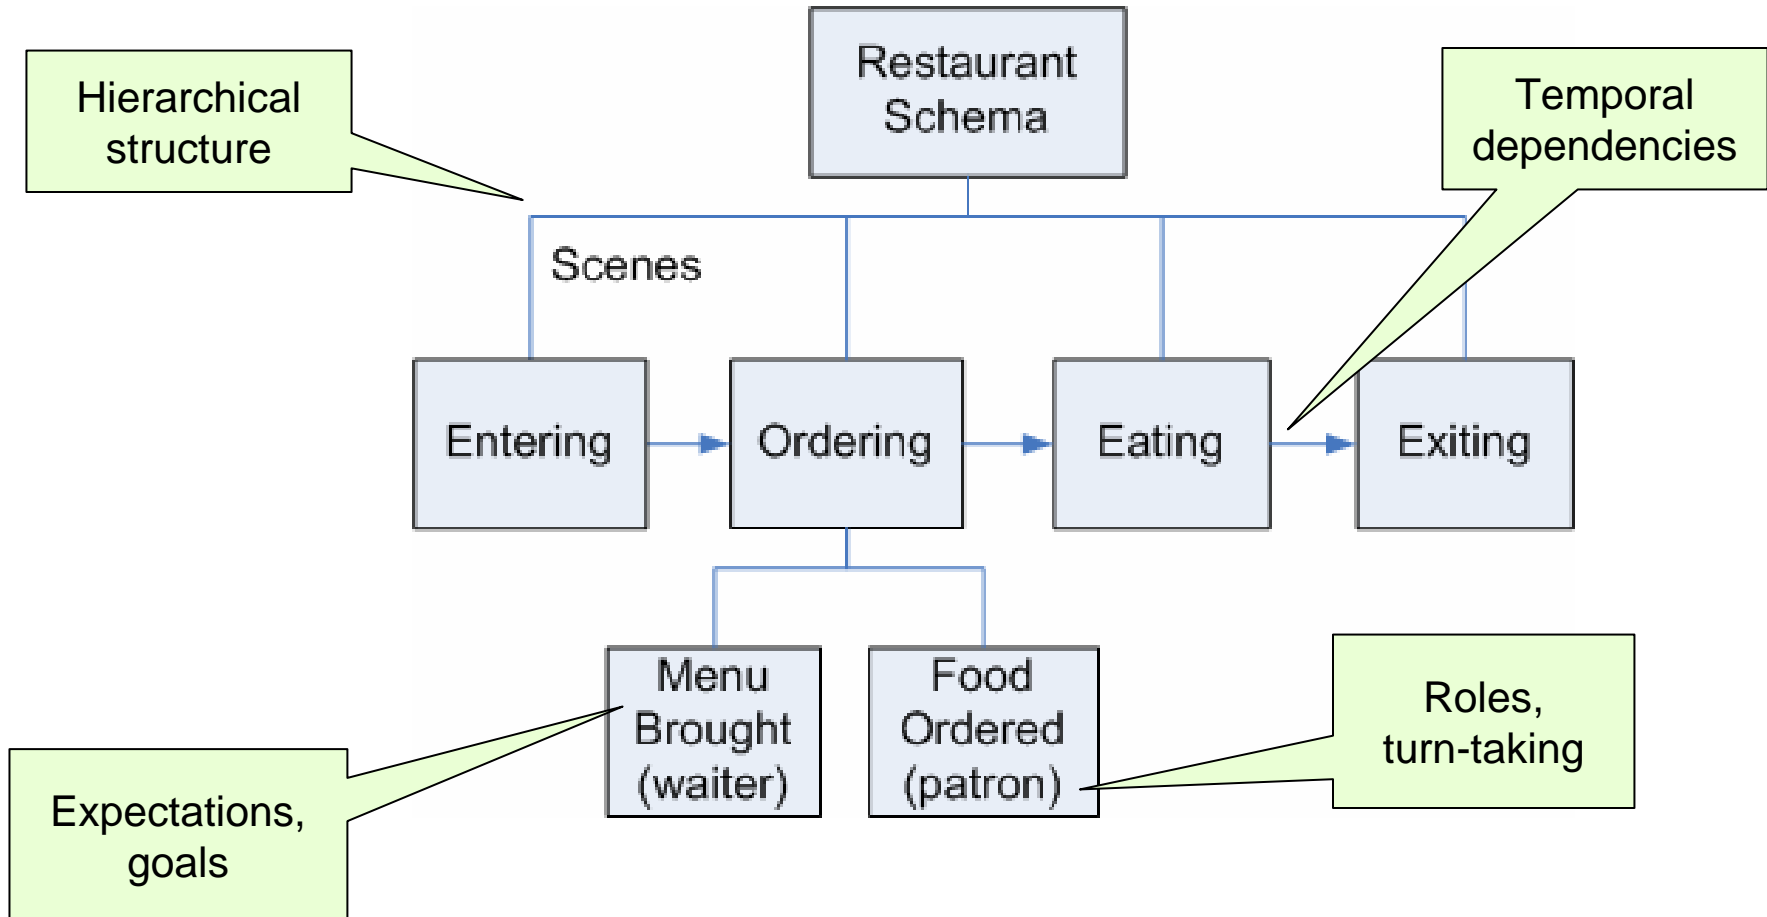 Restaurant
Schema
Hierarchical
structure
Temporal
dependencies
Scenes
Entering
Ordering
Eating
Exiting
Menu
Brought
(waiter)
Food
Ordered
(patron)
Roles,
turn-taking
Expectations,
goals